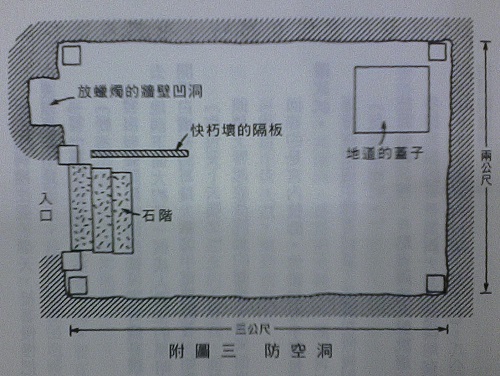 放蠟燭的牆壁凹洞
快朽壞的隔板
地道的蓋子
入口
石階
兩公尺
三公尺
附圖三 防空洞